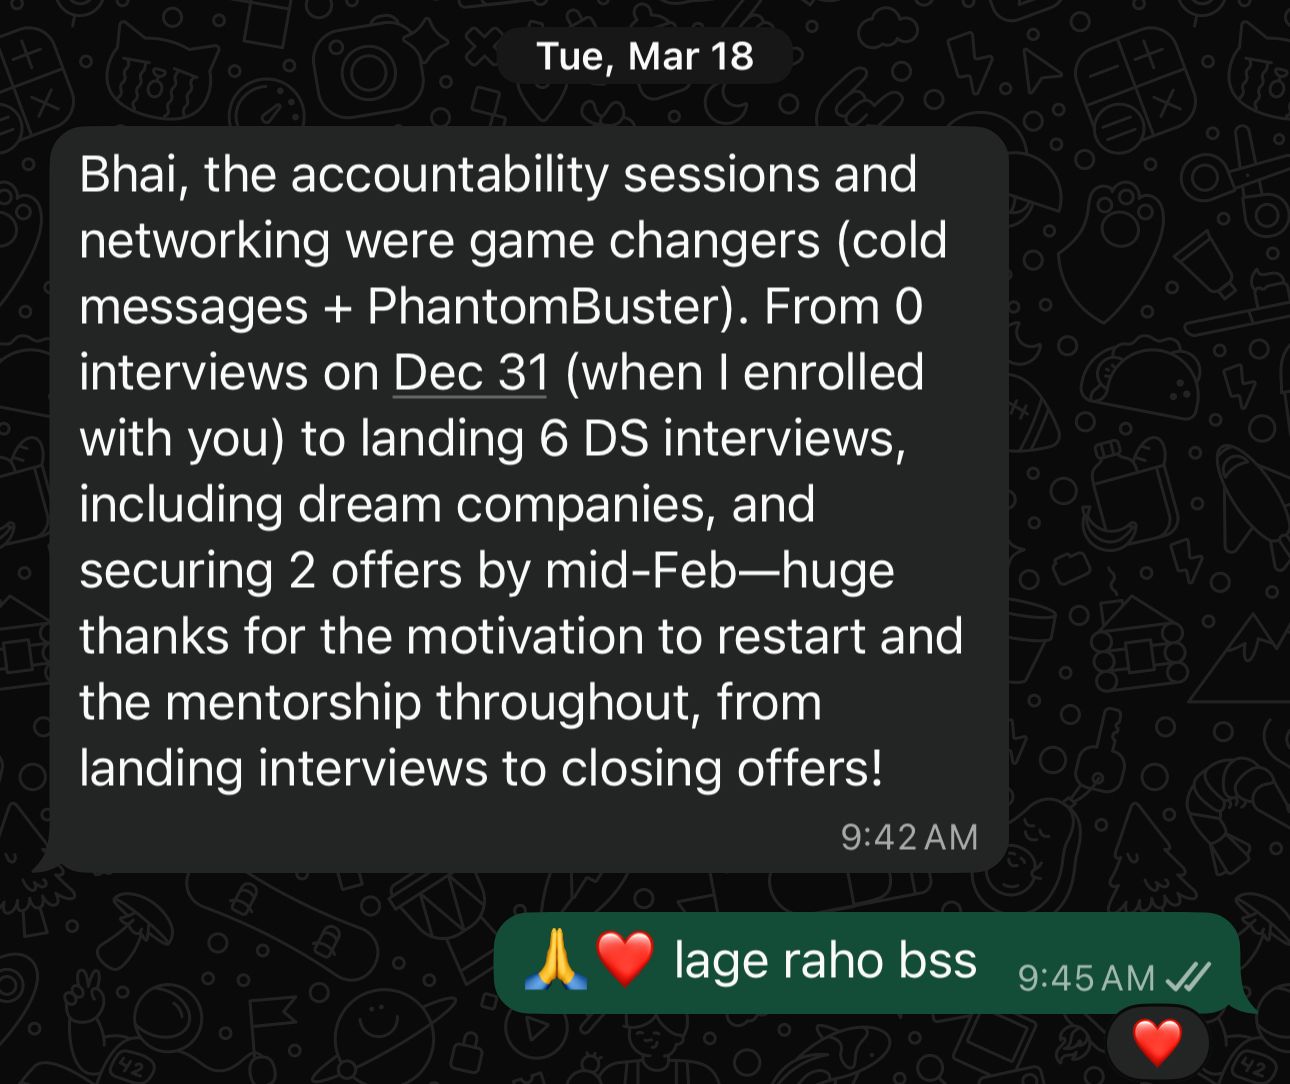 Tue, Mar 18
Bhai, the accountability sessions and
networking were game changers (cold
messages + PhantomBuster). From 0
interviews on Dec 31 (when I enrolled
with you) to landing 6 DS interviews,
including dream companies, and
securing 2 offers by mid-Feb—huge
thanks for the motivation to restart and
the mentorship throughout, from
landing interviews to closing offers!
9:42 AM
🙏❤️ lage raho bss 9:45 AM
❤️
42
42